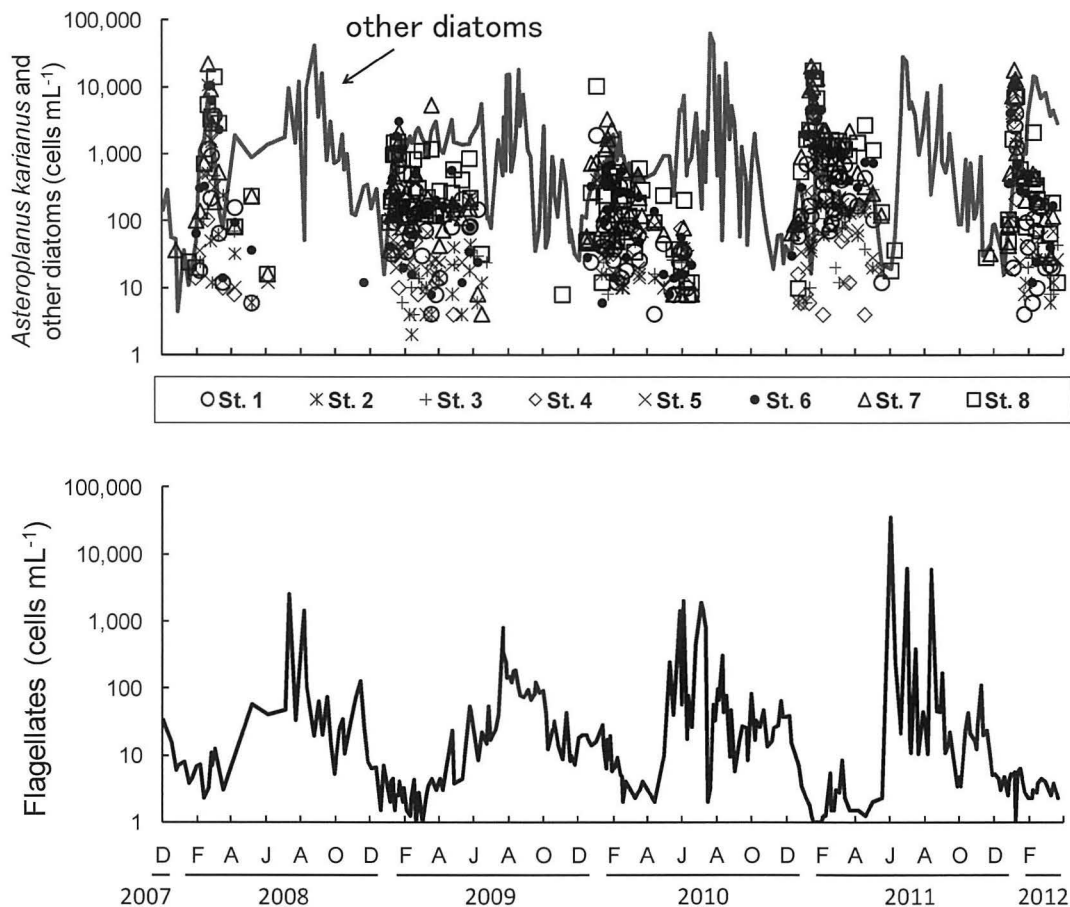 100,000
10,000
1,000
100
10
1
Asteroplanus karianus and
other diatoms (cells mL⁻¹)
other diatoms
St. 1 St. 2 St. 3 St. 4 St. 5 St. 6 St. 7 St. 8
100,000
10,000
1,000
100
10
1
Flagellates (cells mL⁻¹)
D F A J A O D F A J A O D F A J A O D F A J A O D F
2007 2008 2009 2010 2011 2012